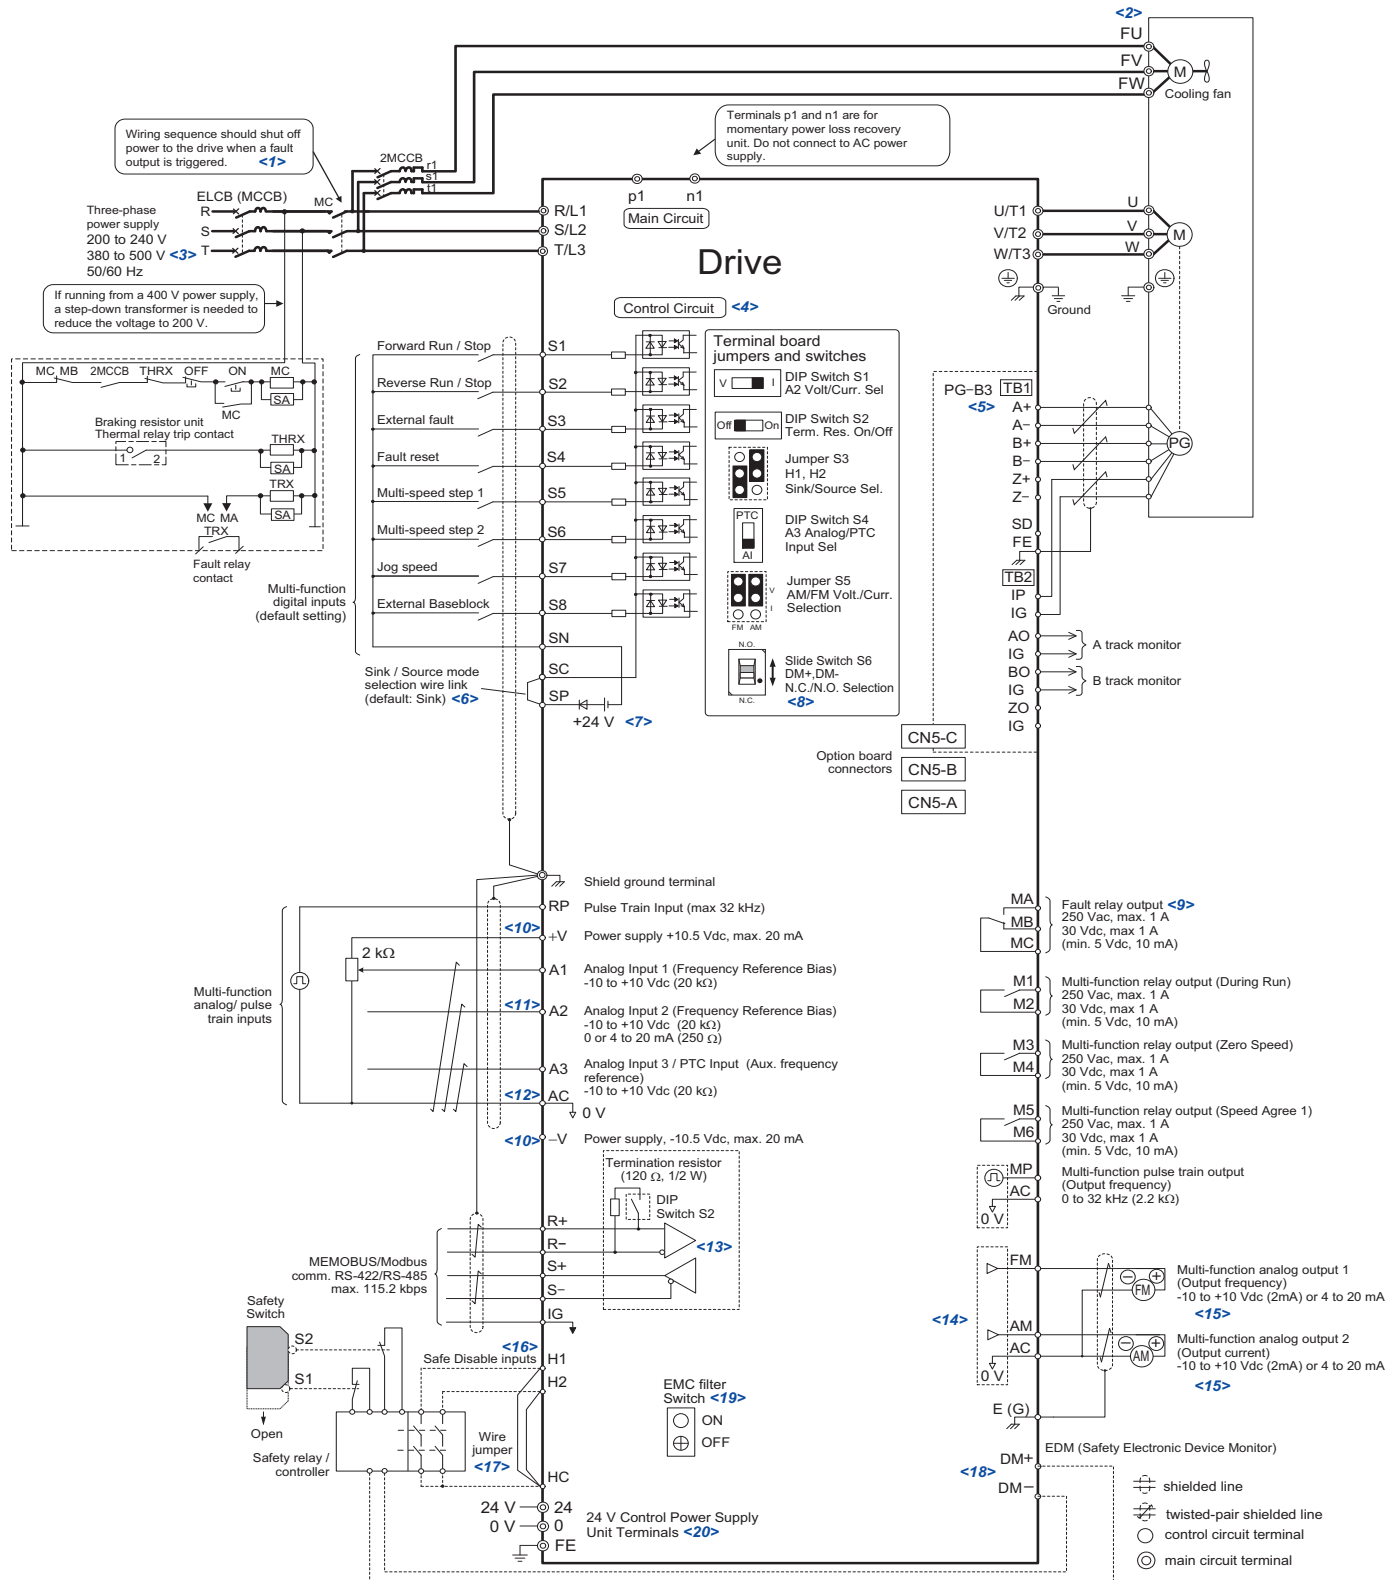 <2>
FU
FV
FW
M
Cooling fan
Terminals p1 and n1 are for
momentary power loss recovery
unit. Do not connect to AC power
supply.
Wiring sequence should shut off
power to the drive when a fault
output is triggered. <1>
2MCCB
r1
s1
t1
ELCB (MCCB)
MC
Three-phase
power supply
200 to 240 V
380 to 500 V <3>
50/60 Hz
R
S
T
R/L1
S/L2
T/L3
p1
n1
Main Circuit
Drive
U/T1
V/T2
W/T3
U
V
W
M
Ground
If running from a 400 V power supply,
a step-down transformer is needed to
reduce the voltage to 200 V.
Control Circuit <4>
MC MB
2MCCB
THRX
OFF
ON
MC
SA
MC
Braking resistor unit
Thermal relay trip contact
1
2
THRX
SA
TRX
SA
MC MA
TRX
Fault relay
contact
Forward Run / Stop
S1
Reverse Run / Stop
S2
External fault
S3
Fault reset
S4
Multi-speed step 1
S5
Multi-speed step 2
S6
Jog speed
S7
External Baseblock
S8
Multi-function
digital inputs
(default setting)
SN
SC
SP
Sink / Source mode
selection wire link
(default: Sink) <6>
+24 V <7>
Terminal board
jumpers and switches
V
I
DIP Switch S1
A2 Volt/Curr. Sel
Off
On
DIP Switch S2
Term. Res. On/Off
Jumper S3
H1, H2
Sink/Source Sel.
PTC
AI
DIP Switch S4
A3 Analog/PTC
Input Sel
V
I
FM AM
Jumper S5
AM/FM Volt./Curr.
Selection
N.O.
N.C.
Slide Switch S6
DM+,DM-
N.C./N.O. Selection
<8>
PG-B3
<5>
TB1
A+
A−
B+
B−
Z+
Z−
PG
SD
FE
TB2
IP
IG
AO
IG
A track monitor
BO
IG
B track monitor
ZO
IG
CN5-C
CN5-B
CN5-A
Option board
connectors
Shield ground terminal
RP
Pulse Train Input (max 32 kHz)
<10>
+V
Power supply +10.5 Vdc, max. 20 mA
2 kΩ
A1
Analog Input 1 (Frequency Reference Bias)
-10 to +10 Vdc (20 kΩ)
<11>
A2
Analog Input 2 (Frequency Reference Bias)
-10 to +10 Vdc (20 kΩ)
0 or 4 to 20 mA (250 Ω)
Multi-function
analog/ pulse
train inputs
A3
Analog Input 3 / PTC Input (Aux. frequency
reference)
-10 to +10 Vdc (20 kΩ)
<12>
AC
0 V
<10>
−V
Power supply, -10.5 Vdc, max. 20 mA
Termination resistor
(120 Ω, 1/2 W)
DIP
Switch S2
<13>
R+
R−
S+
S−
IG
MEMOBUS/Modbus
comm. RS-422/RS-485
max. 115.2 kbps
MA
MB
MC
Fault relay output <9>
250 Vac, max. 1 A
30 Vdc, max 1 A
(min. 5 Vdc, 10 mA)
M1
M2
Multi-function relay output (During Run)
250 Vac, max. 1 A
30 Vdc, max 1 A
(min. 5 Vdc, 10 mA)
M3
M4
Multi-function relay output (Zero Speed)
250 Vac, max. 1 A
30 Vdc, max 1 A
(min. 5 Vdc, 10 mA)
M5
M6
Multi-function relay output (Speed Agree 1)
250 Vac, max. 1 A
30 Vdc, max 1 A
(min. 5 Vdc, 10 mA)
MP
AC
0 V
Multi-function pulse train output
(Output frequency)
0 to 32 kHz (2.2 kΩ)
FM
FM
Multi-function analog output 1
(Output frequency)
-10 to +10 Vdc (2mA) or 4 to 20 mA
<15>
<14>
AM
AC
0 V
AM
Multi-function analog output 2
(Output current)
-10 to +10 Vdc (2mA) or 4 to 20 mA
<15>
E (G)
Safety
Switch
S2
S1
Open
Safety relay /
controller
<16>
Safe Disable inputs
H1
H2
Wire
jumper
<17>
HC
EMC filter
Switch <19>
ON
OFF
24 V
24
0 V
0
FE
24 V Control Power Supply
Unit Terminals <20>
EDM (Safety Electronic Device Monitor)
DM+
<18>
DM−
shielded line
twisted-pair shielded line
control circuit terminal
main circuit terminal